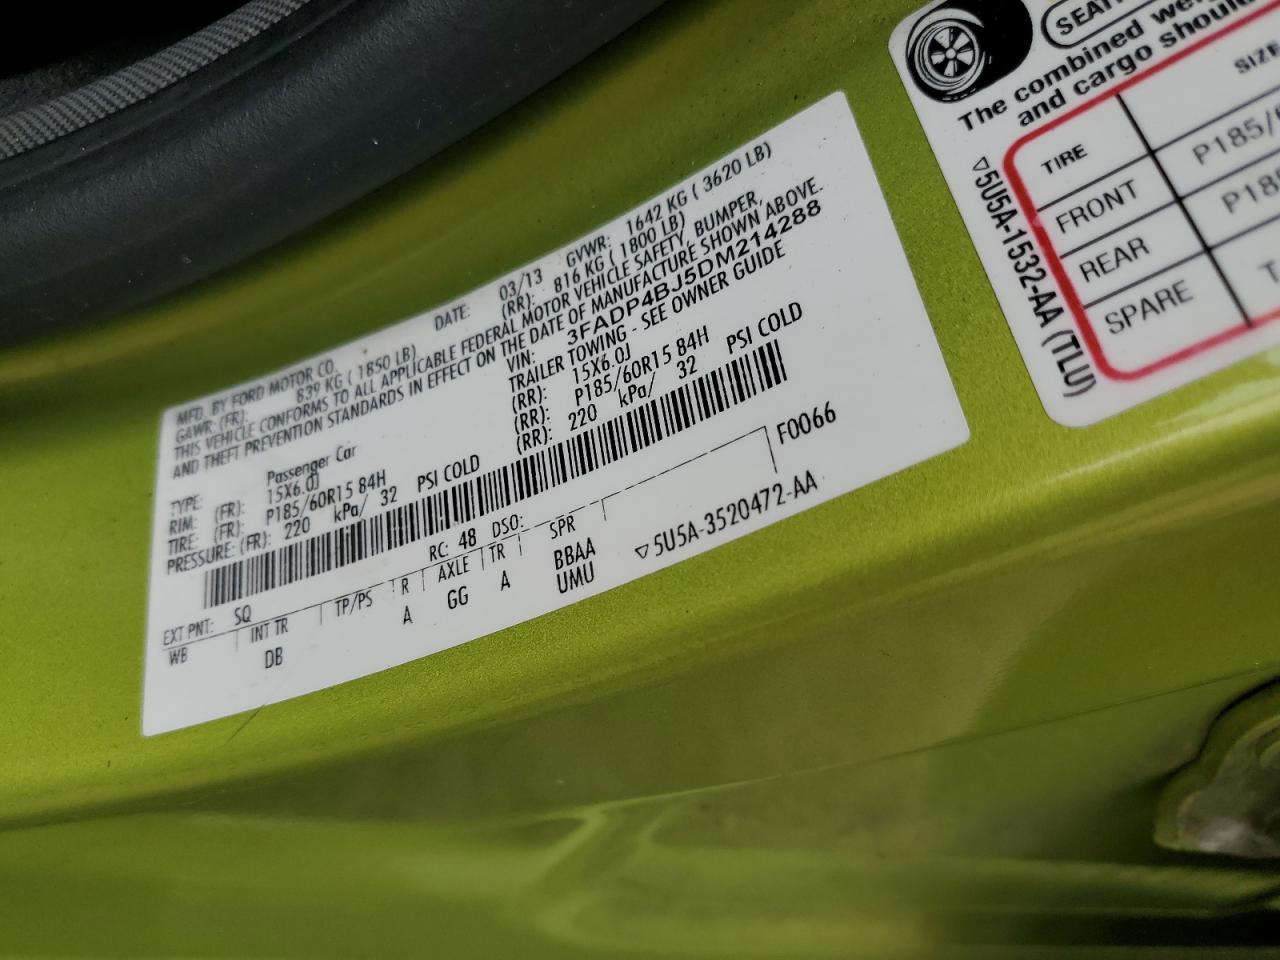 MFD. BY FORD MOTOR CO. DATE: 03/13 GVWR: 1642 KG ( 3620 LB)
GAWR: (FR): 839 KG ( 1850 LB) (RR): 816 KG ( 1800 LB)
THIS VEHICLE CONFORMS TO ALL APPLICABLE FEDERAL MOTOR VEHICLE SAFETY, BUMPER,
AND THEFT PREVENTION STANDARDS IN EFFECT ON THE DATE OF MANUFACTURE SHOWN ABOVE.
VIN: 3FADP4BJ5DM214288
TYPE: Passenger Car TRAILER TOWING - SEE OWNER GUIDE
RIM: (FR): 15X6.0J (RR): 15X6.0J
TIRE: (FR): P185/60R15 84H (RR): P185/60R15 84H
PRESSURE: (FR): 220 kPa/ 32 PSI COLD (RR): 220 kPa/ 32 PSI COLD
F0066
EXT PNT: SQ RC: 48 DSO:
WB INT TR TP/PS R AXLE TR SPR
DB A GG A BBAA
UMU
▽5U5A-3520472-AA
SEAT
The combined wei
and cargo shoul
TIRE SIZE
FRONT P185/
REAR P185
SPARE T
▽5U5A-1532-AA (TLU)